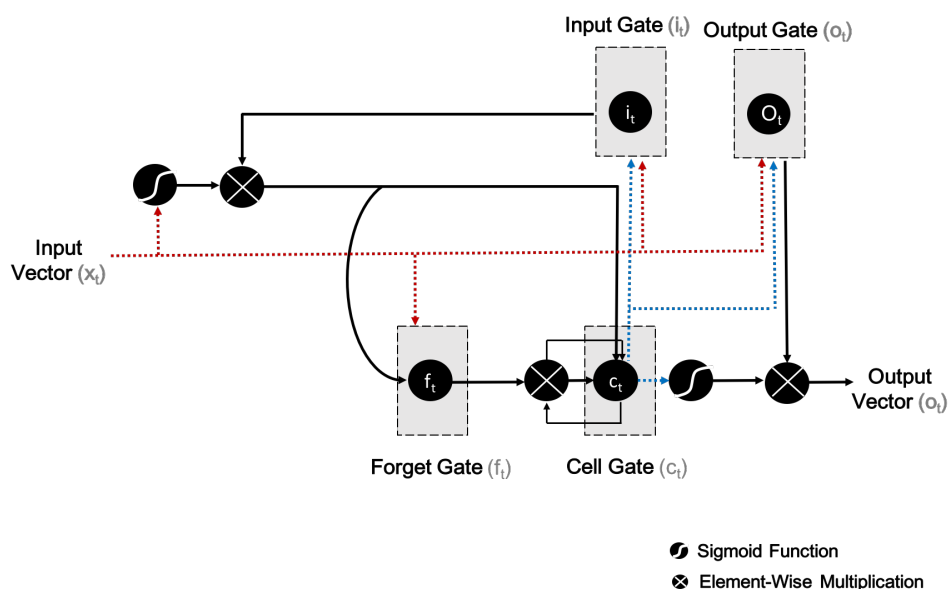 Input Gate (it)
Output Gate (ot)
it
Ot
Input
Vector (xt)
ft
ct
Output
Vector (ot)
Forget Gate (ft)
Cell Gate (ct)
Sigmoid Function
Element-Wise Multiplication